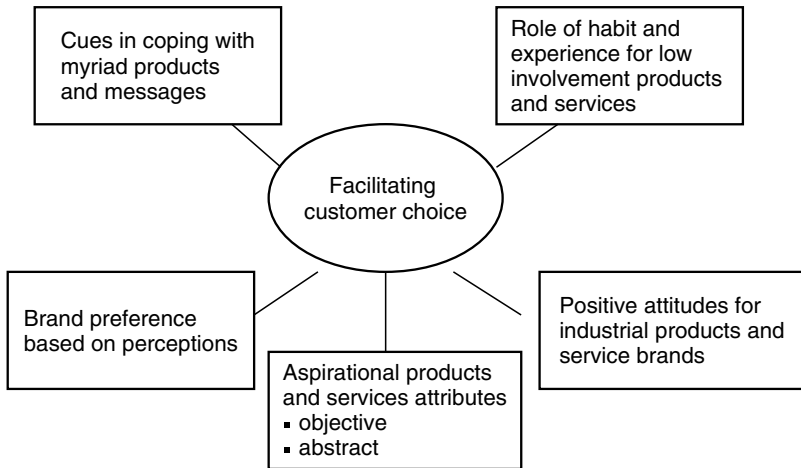 Cues in coping with
myriad products
and messages
Role of habit and
experience for low
involvement products
and services
Facilitating
customer choice
Brand preference
based on perceptions
Aspirational products
and services attributes
▪ objective
▪ abstract
Positive attitudes for
industrial products and
service brands